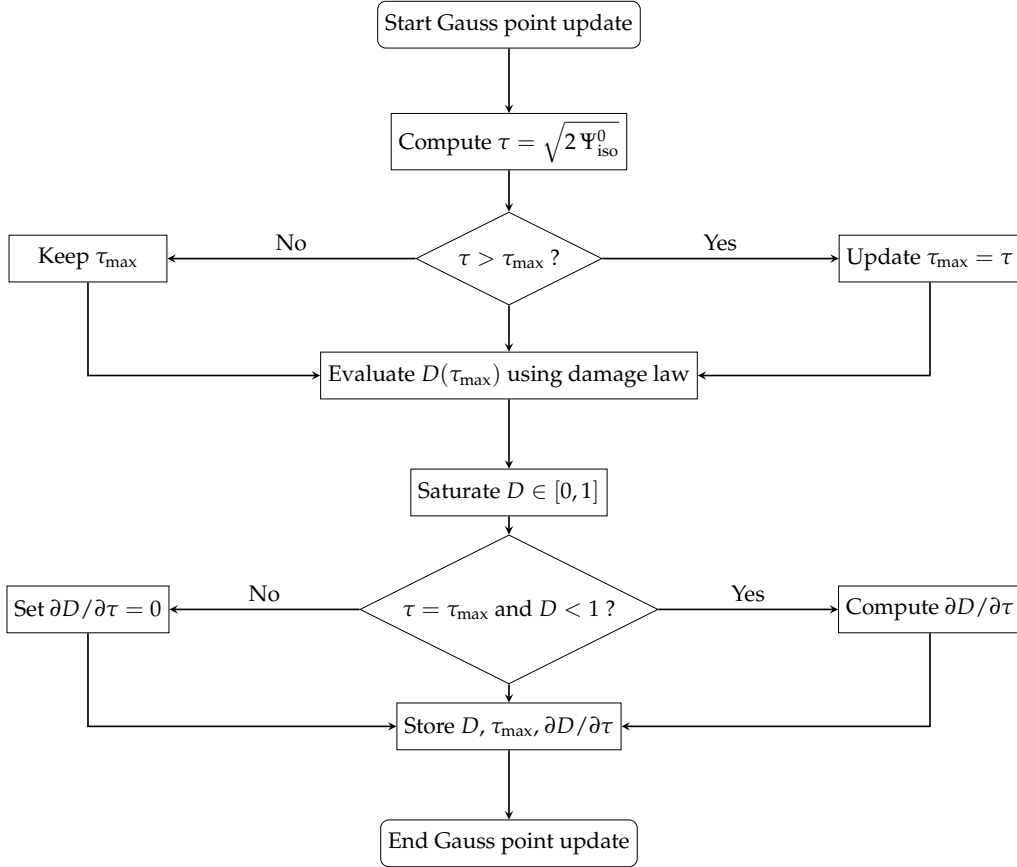 Start Gauss point update
Compute τ = √(2 Ψ⁰_iso)
No
Yes
Keep τ_max
τ > τ_max ?
Update τ_max = τ
Evaluate D(τ_max) using damage law
Saturate D ∈ [0, 1]
No
Yes
Set ∂D/∂τ = 0
τ = τ_max and D < 1 ?
Compute ∂D/∂τ
Store D, τ_max, ∂D/∂τ
End Gauss point update